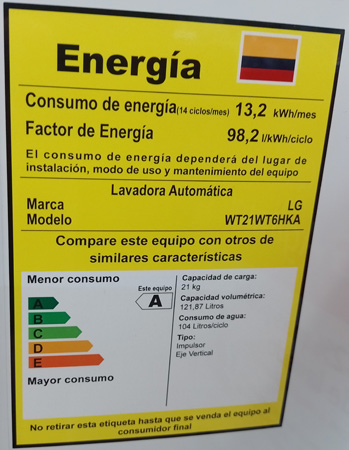 Energía
Consumo de energía(14 ciclos/mes) 13,2 kWh/mes
Factor de Energía 98,2 l/kWh/ciclo
El consumo de energía dependerá del lugar de
instalación, modo de uso y mantenimiento del equipo
Lavadora Automática
Marca LG
Modelo WT21WT6HKA
Compare este equipo con otros de
similares características
Menor consumo
A
B
C
D
E
Mayor consumo
Este equipo
A
Capacidad de carga:
21 kg
Capacidad volumétrica:
121,87 Litros
Consumo de agua:
104 Litros/ciclo
Tipo:
Impulsor
Eje Vertical
No retirar esta etiqueta hasta que se venda el equipo al
consumidor final